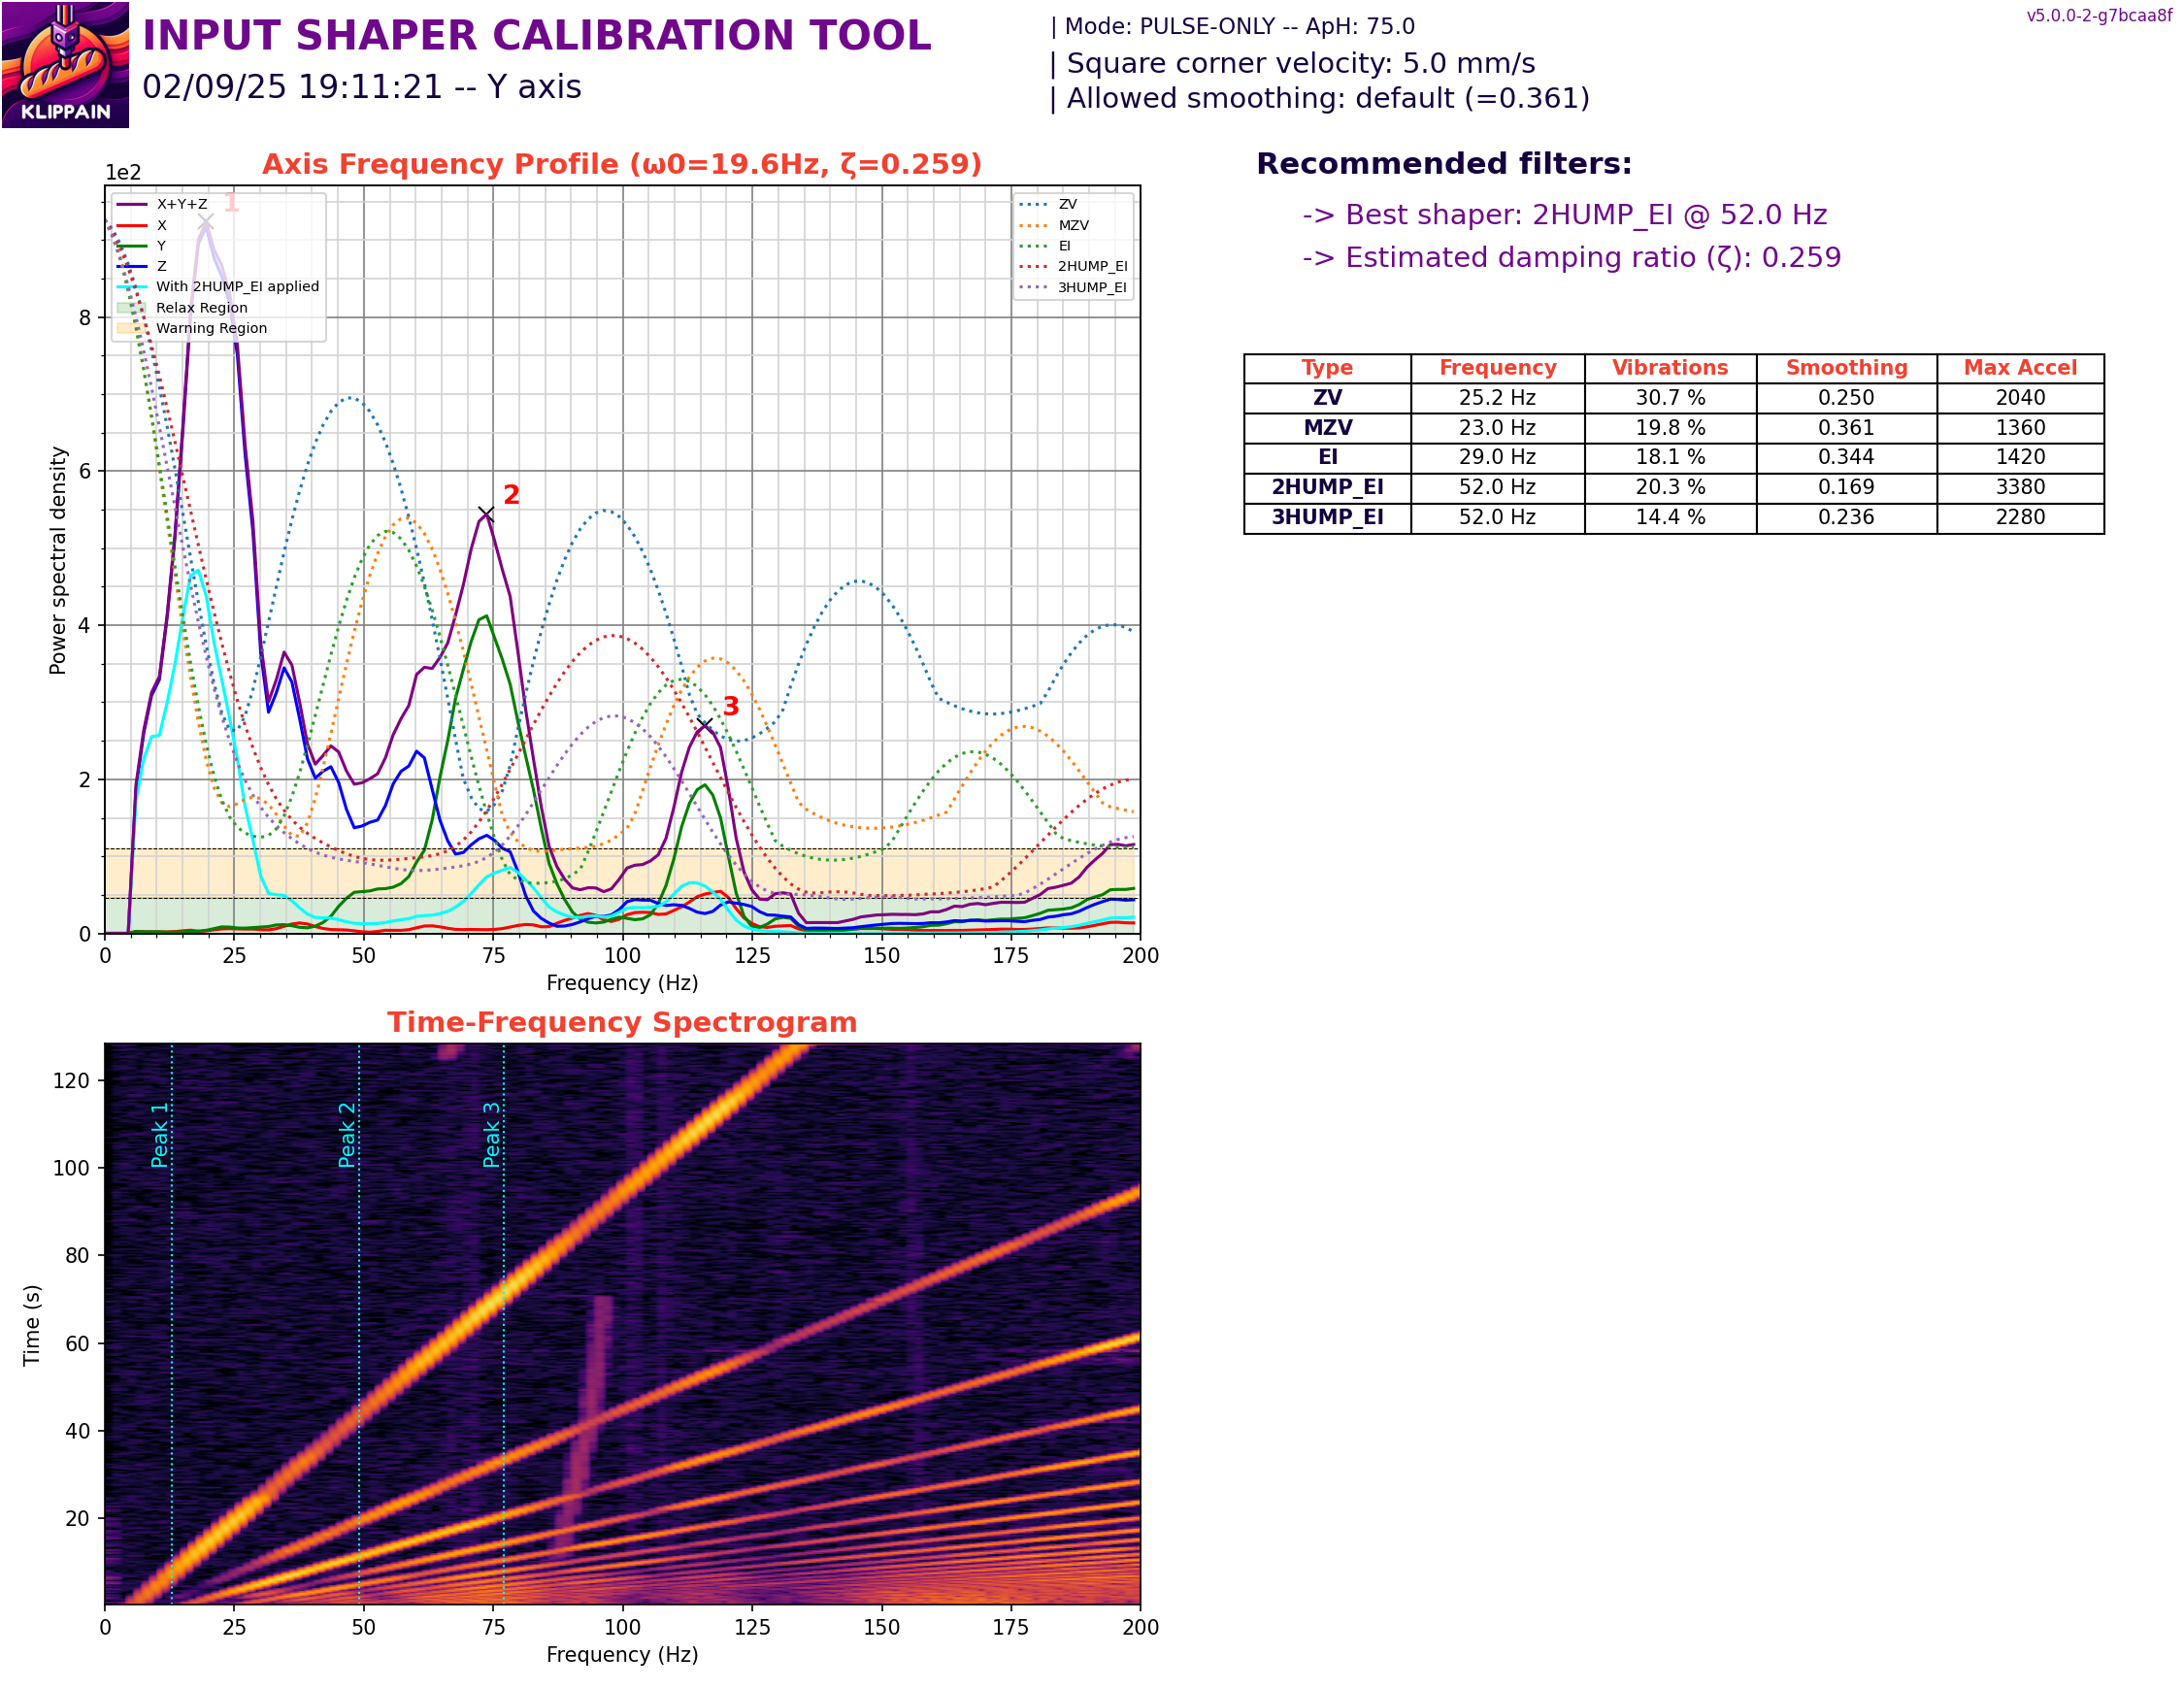 KLIPPAIN
INPUT SHAPER CALIBRATION TOOL
02/09/25 19:11:21 -- Y axis
| Mode: PULSE-ONLY -- ApH: 75.0
| Square corner velocity: 5.0 mm/s
| Allowed smoothing: default (=0.361)
v5.0.0-2-g7bcaa8f
Axis Frequency Profile (ω0=19.6Hz, ζ=0.259)
1e2
X+Y+Z
X
Y
Z
With 2HUMP_EI applied
Relax Region
Warning Region
ZV
MZV
EI
2HUMP_EI
3HUMP_EI
1
2
3
Power spectral density
8
6
4
2
0
0 25 50 75 100 125 150 175 200
Frequency (Hz)
Recommended filters:
-> Best shaper: 2HUMP_EI @ 52.0 Hz
-> Estimated damping ratio (ζ): 0.259
Type Frequency Vibrations Smoothing Max Accel
ZV 25.2 Hz 30.7 % 0.250 2040
MZV 23.0 Hz 19.8 % 0.361 1360
EI 29.0 Hz 18.1 % 0.344 1420
2HUMP_EI 52.0 Hz 20.3 % 0.169 3380
3HUMP_EI 52.0 Hz 14.4 % 0.236 2280
Time-Frequency Spectrogram
Time (s)
120
100
80
60
40
20
Peak 1
Peak 2
Peak 3
0 25 50 75 100 125 150 175 200
Frequency (Hz)